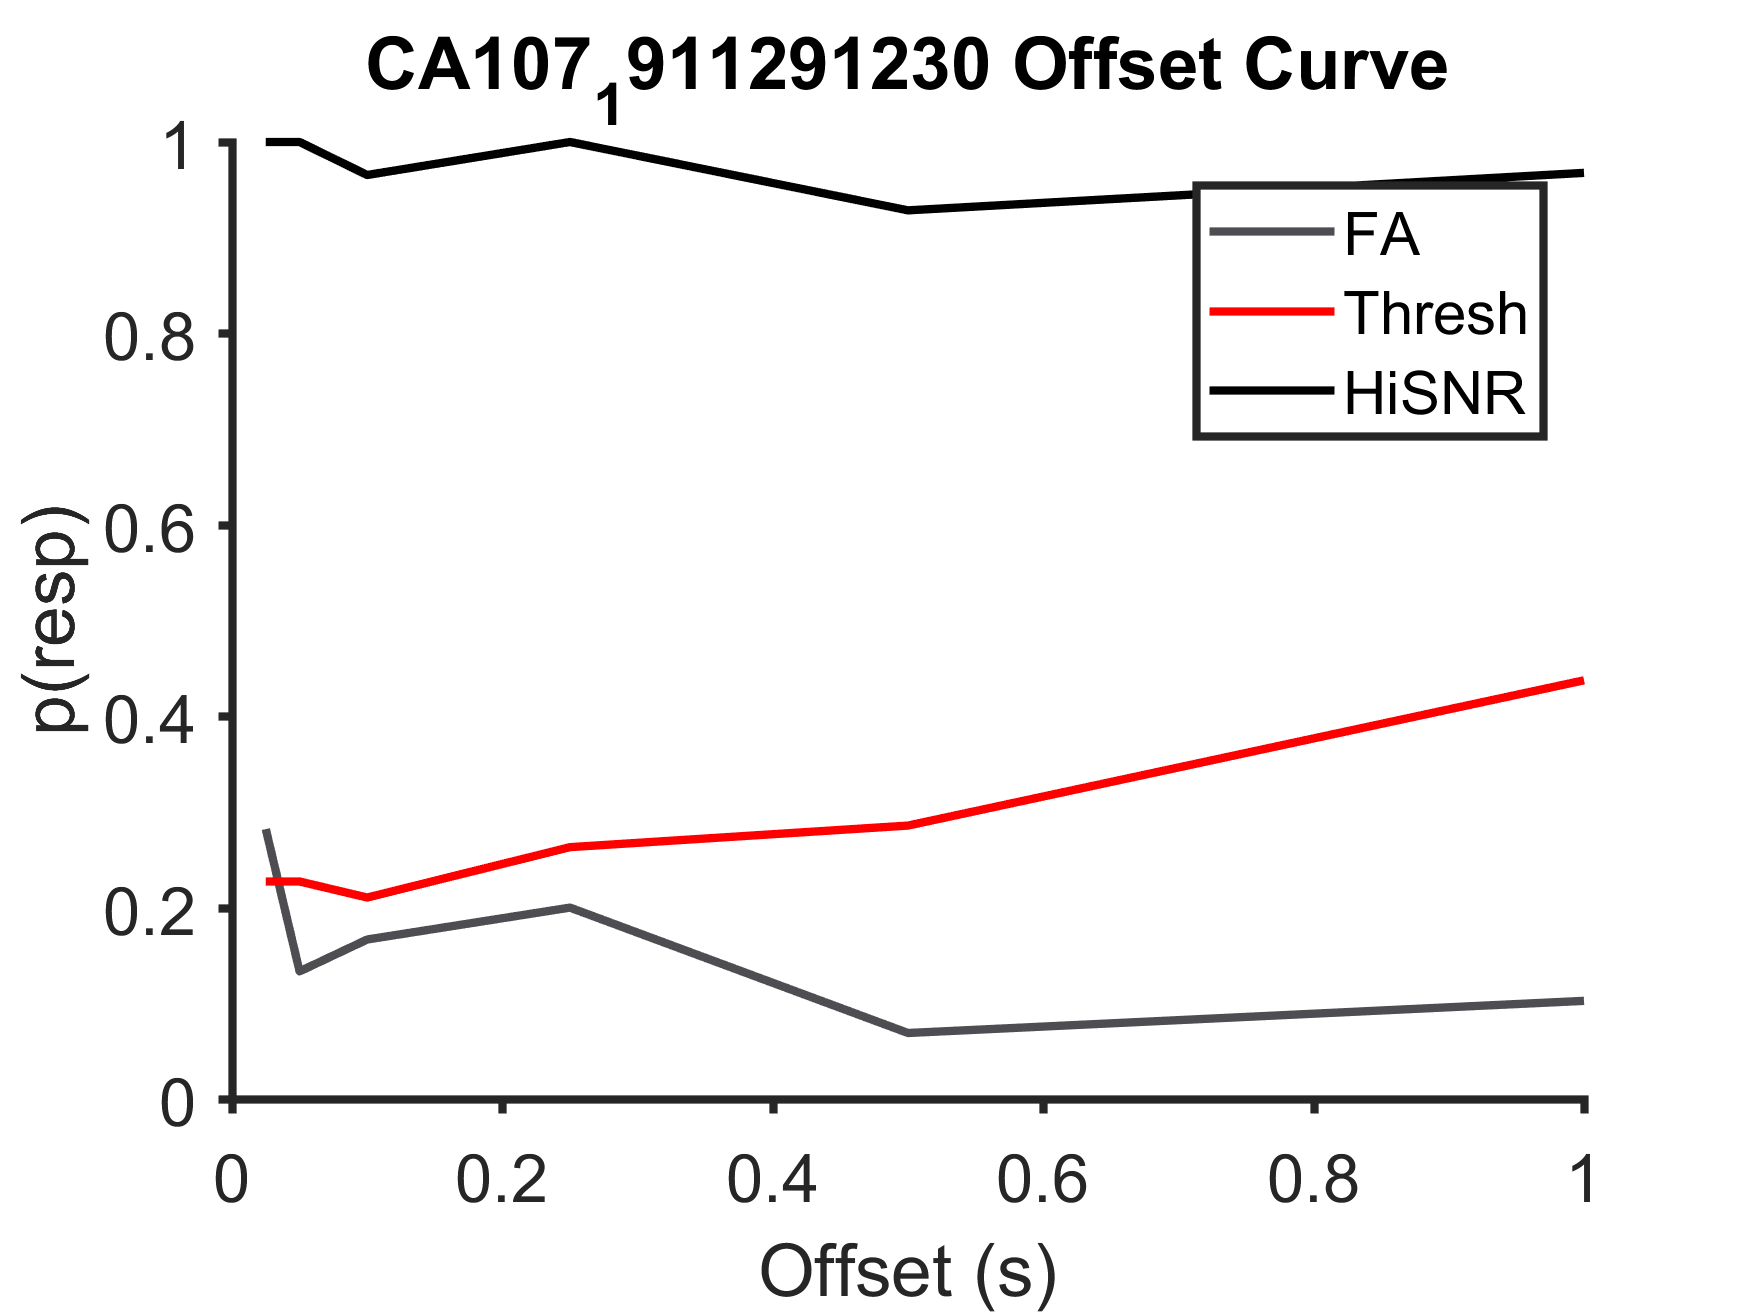 CA107₁911291230 Offset Curve
1
0.8
0.6
0.4
0.2
0
p(resp)
FA
Thresh
HiSNR
0 0.2 0.4 0.6 0.8 1
Offset (s)